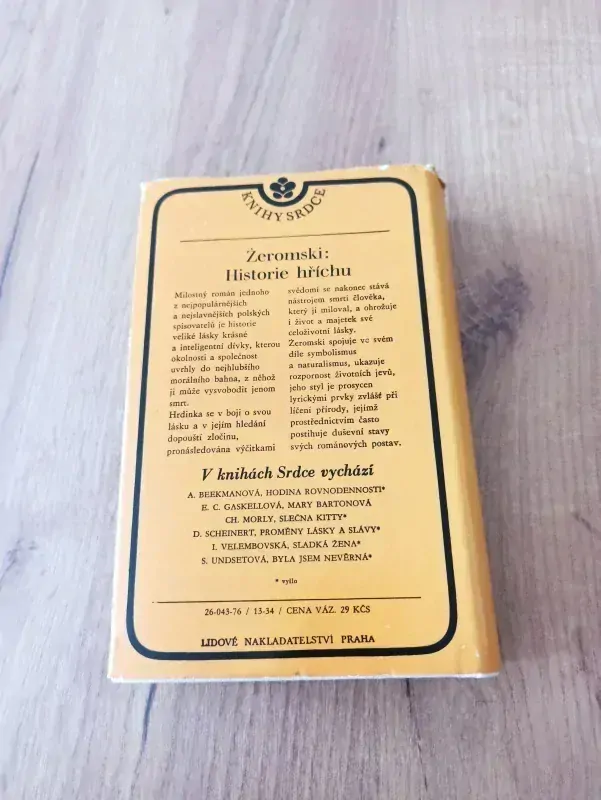 KNIHY SRDCE
Żeromski:
Historie hříchu
Milostný román jednoho
z nejpopulárnějších
a nejslavnějších polských
spisovatelů je historie
veliké lásky krásné
a inteligentní dívky, kterou
okolnosti a společnost
uvrhly do nejhlubšího
morálního bahna, z něhož
ji může vysvobodit jenom
smrt.
Hrdinka se v boji o svou
lásku a v jejím hledání
dopouští zločinu,
pronásledována výčitkami
svědomí se nakonec stává
nástrojem smrti člověka,
který ji miloval, a ohrožuje
i život a majetek své
celoživotní lásky.
Żeromski spojuje ve svém
díle symbolismus
a naturalismus, ukazuje
rozpornost životních jevů,
jeho styl je prosycen
lyrickými prvky zvláště při
líčení přírody, jejímž
prostřednictvím často
postihuje duševní stavy
svých románových postav.
V knihách Srdce vychází
A. BEEKMANOVÁ, HODINA ROVNODENNOSTI*
E. C. GASKELLOVÁ, MARY BARTONOVÁ
CH. MORLY, SLEČNA KITTY*
D. SCHEINERT, PROMĚNY LÁSKY A SLÁVY*
I. VELEMBOVSKÁ, SLADKÁ ŽENA*
S. UNDSETOVÁ, BYLA JSEM NEVĚRNÁ*
* vyšlo
26-043-76 / 13-34 / CENA VÁZ. 29 KČS
LIDOVÉ NAKLADATELSTVÍ PRAHA